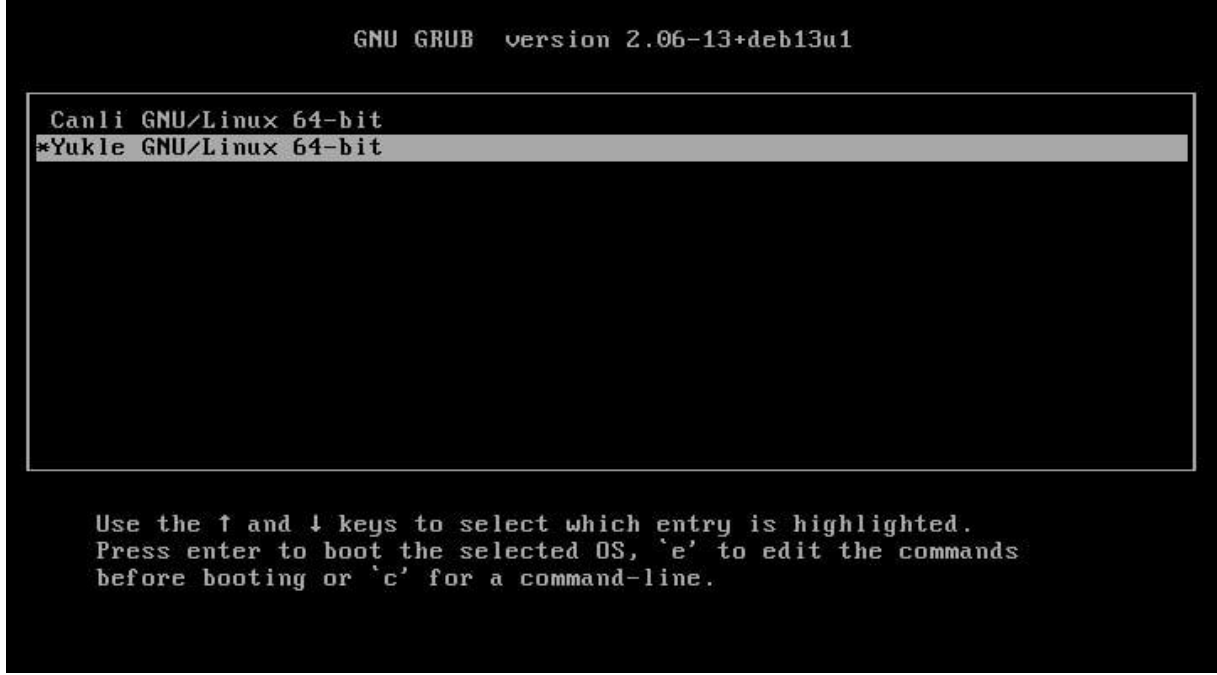 GNU GRUB  version 2.06-13+deb13u1
Canli GNU/Linux 64-bit
*Yukle GNU/Linux 64-bit
Use the ↑ and ↓ keys to select which entry is highlighted.
Press enter to boot the selected OS, `e' to edit the commands
before booting or `c' for a command-line.